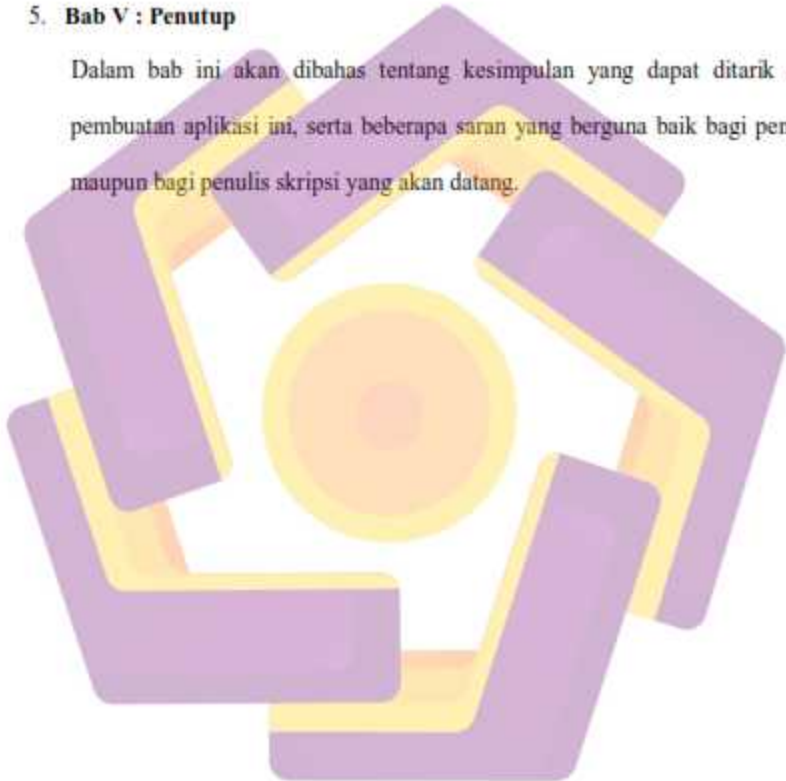 5. Bab V : Penutup
Dalam bab ini akan dibahas tentang kesimpulan yang dapat ditarik
pembuatan aplikasi ini, serta beberapa saran yang berguna baik bagi
maupun bagi penulis skripsi yang akan datang.